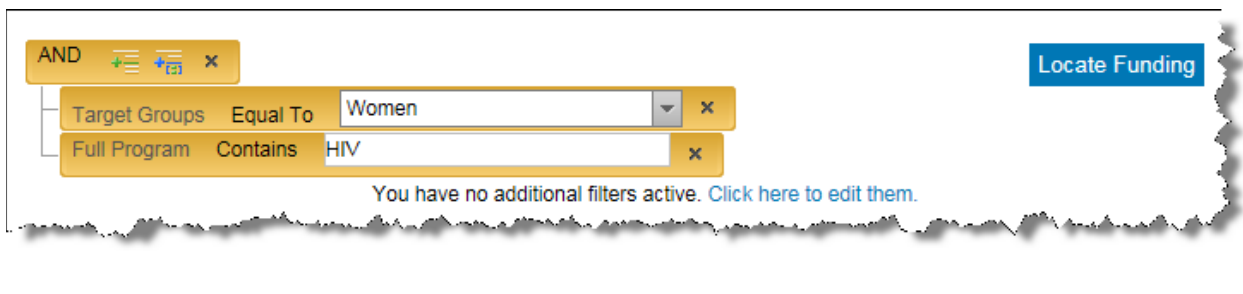 AND
Locate Funding
Target Groups Equal To Women
Full Program Contains HIV
You have no additional filters active. Click here to edit them.